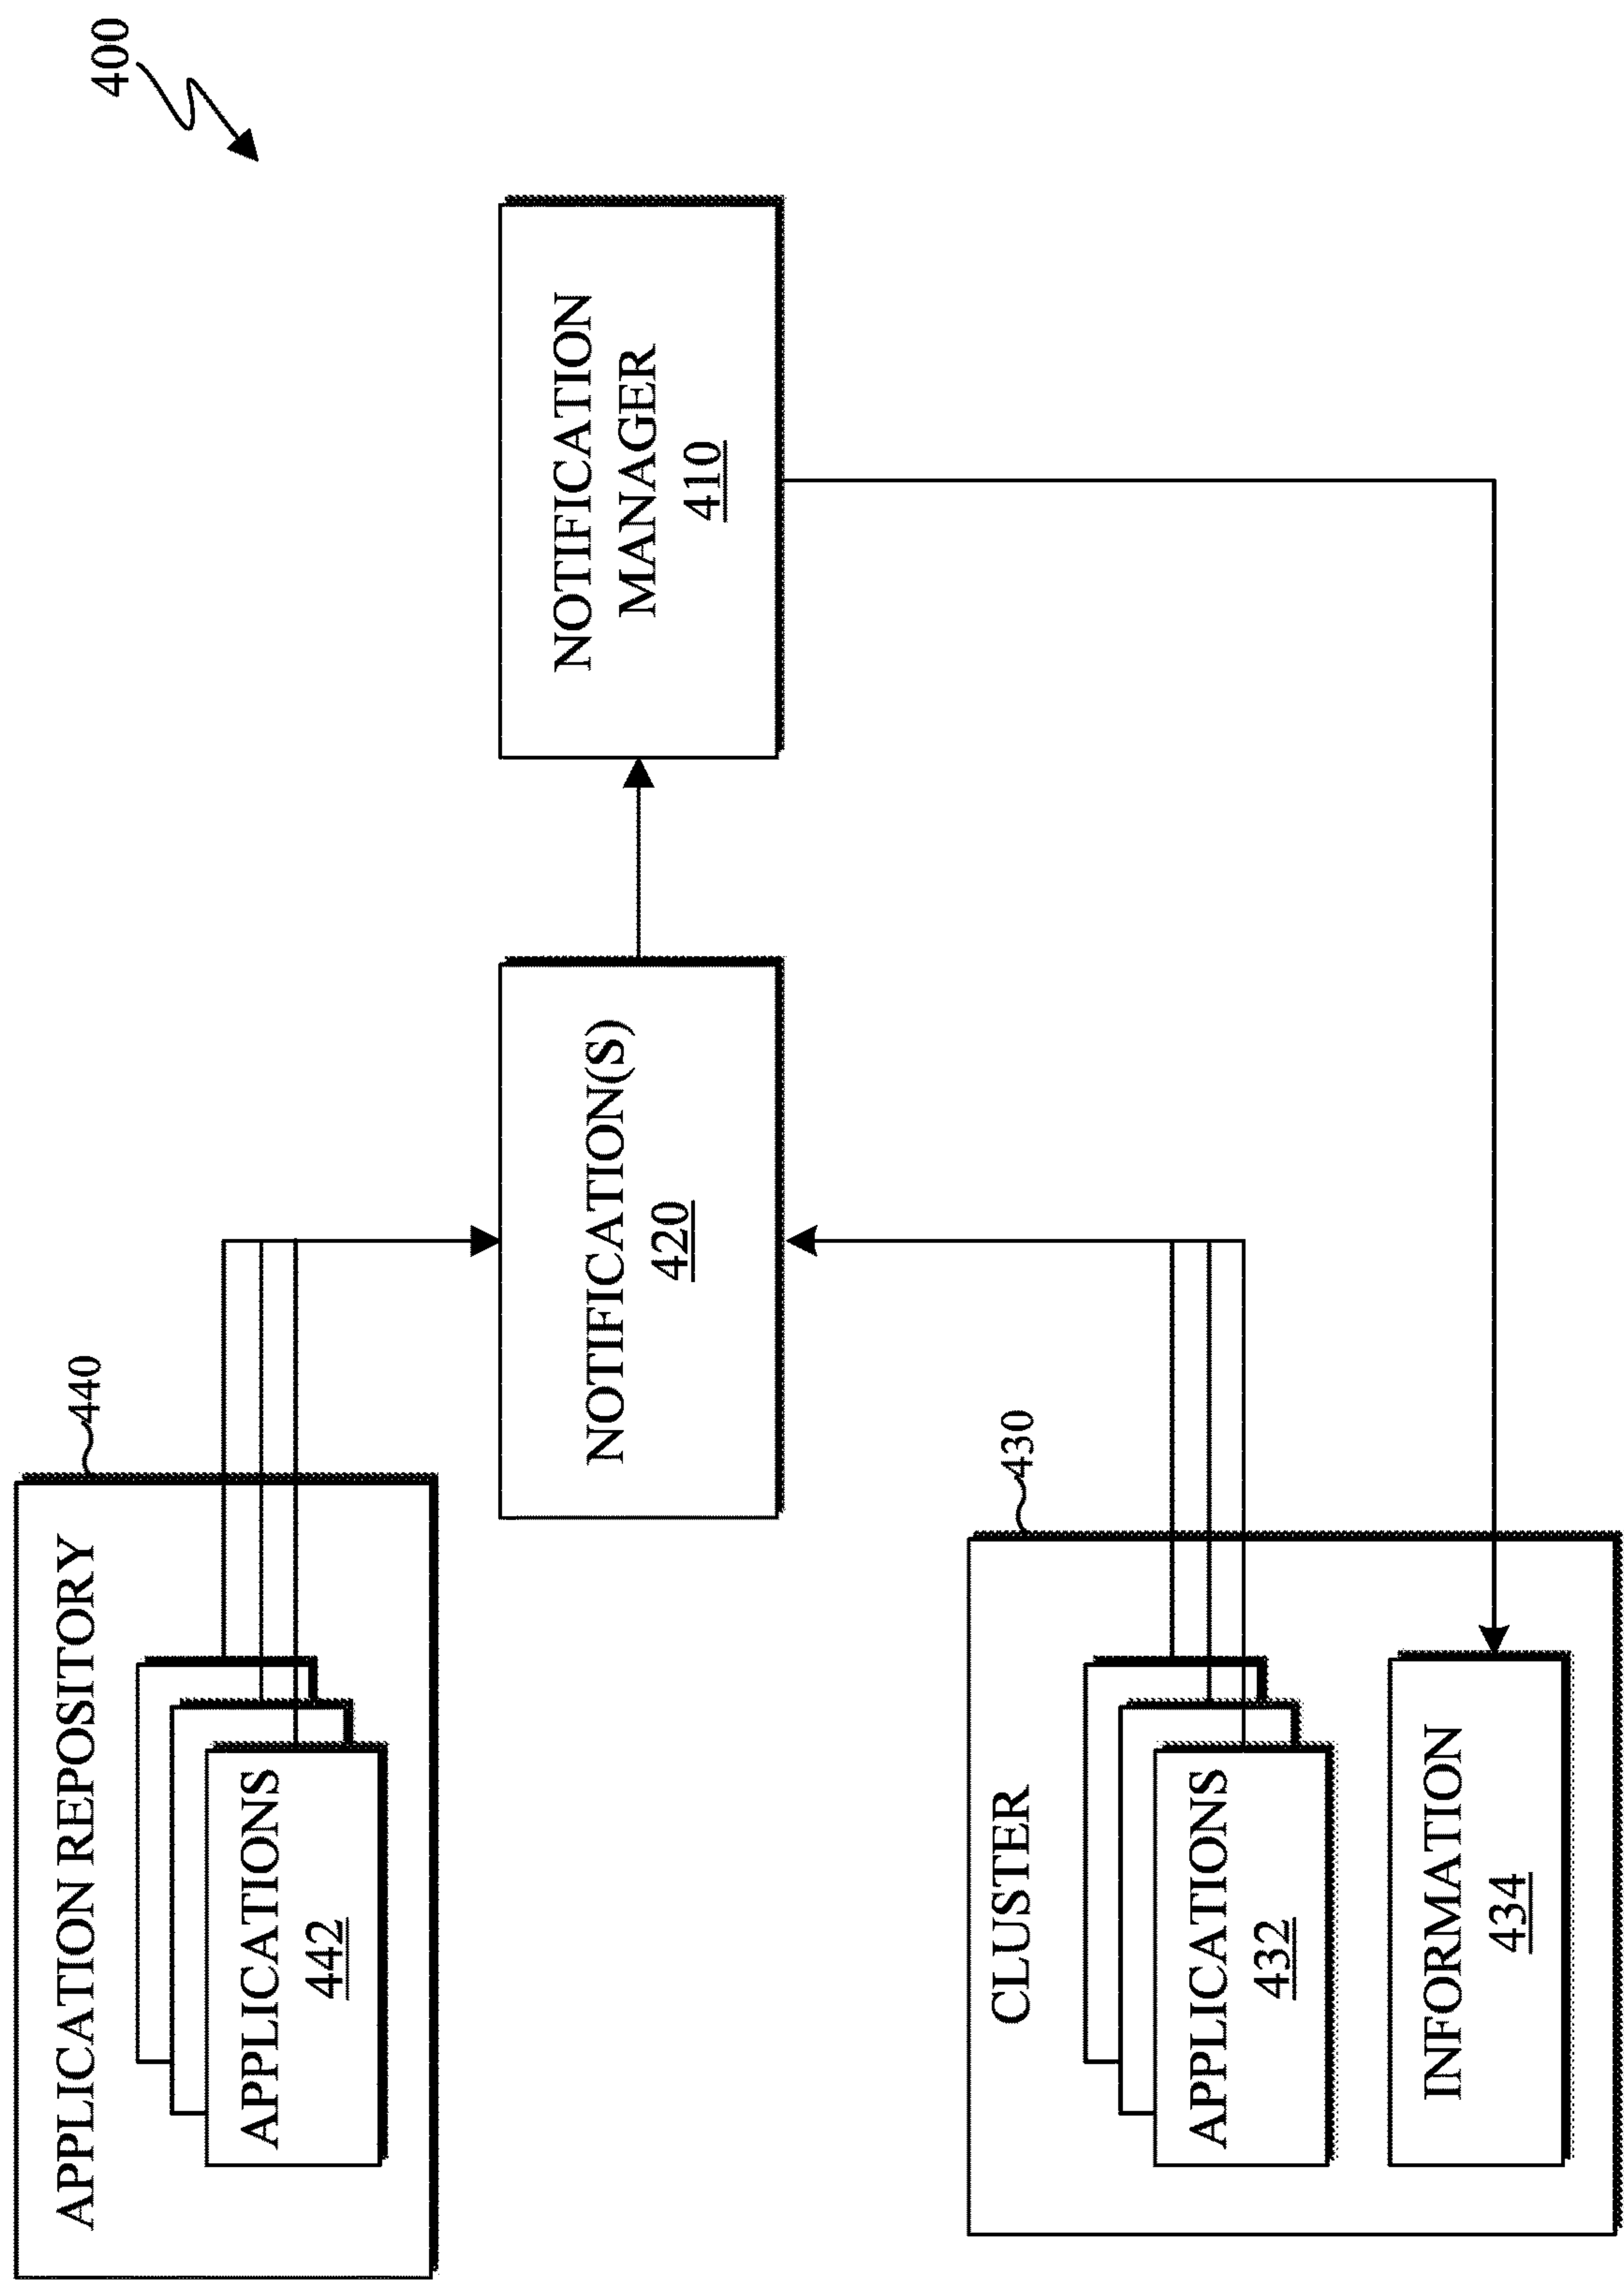 400
APPLICATION REPOSITORY
440
APPLICATIONS
442
NOTIFICATION(S)
420
NOTIFICATION
MANAGER
410
CLUSTER
430
APPLICATIONS
432
INFORMATION
434